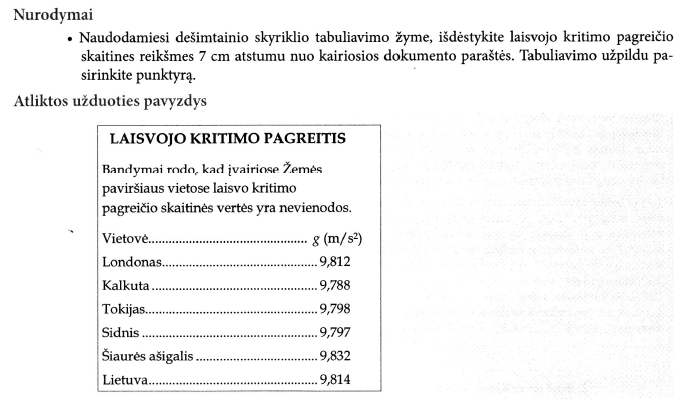 Nurodymai
• Naudodamiesi dešimtainio skyriklio tabuliavimo žyme, išdėstykite laisvojo kritimo pagreičio
skaitines reikšmes 7 cm atstumu nuo kairiosios dokumento paraštės. Tabuliavimo užpildu pa-
sirinkite punktyrą.
Atliktos užduoties pavyzdys
LAISVOJO KRITIMO PAGREITIS
Bandymai rodo, kad įvairiose Žemės
paviršiaus vietose laisvo kritimo
pagreičio skaitinės vertės yra nevienodos.
Vietovė............................................ g (m/s²)
Londonas........................................... 9,812
Kalkuta ............................................. 9,788
Tokijas............................................... 9,798
Sidnis ................................................ 9,797
Šiaurės ašigalis ................................. 9,832
Lietuva.............................................. 9,814